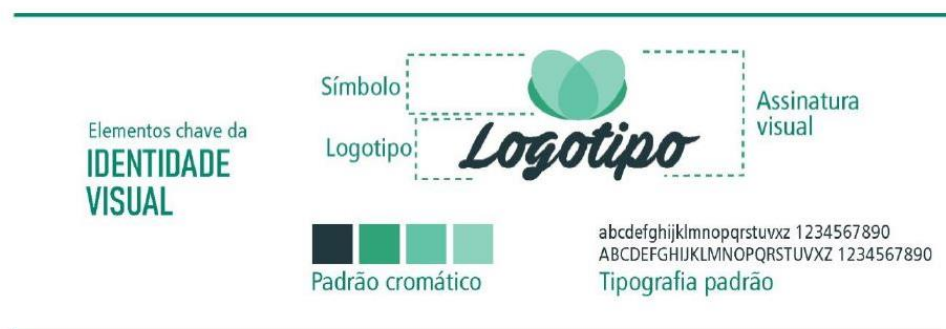 Elementos chave da
IDENTIDADE
VISUAL
Símbolo
Logotipo
Logotipo
Assinatura
visual
Padrão cromático
abcdefghijklmnopqrstuvxz 1234567890
ABCDEFGHIJKLMNOPQRSTUVXZ 1234567890
Tipografia padrão